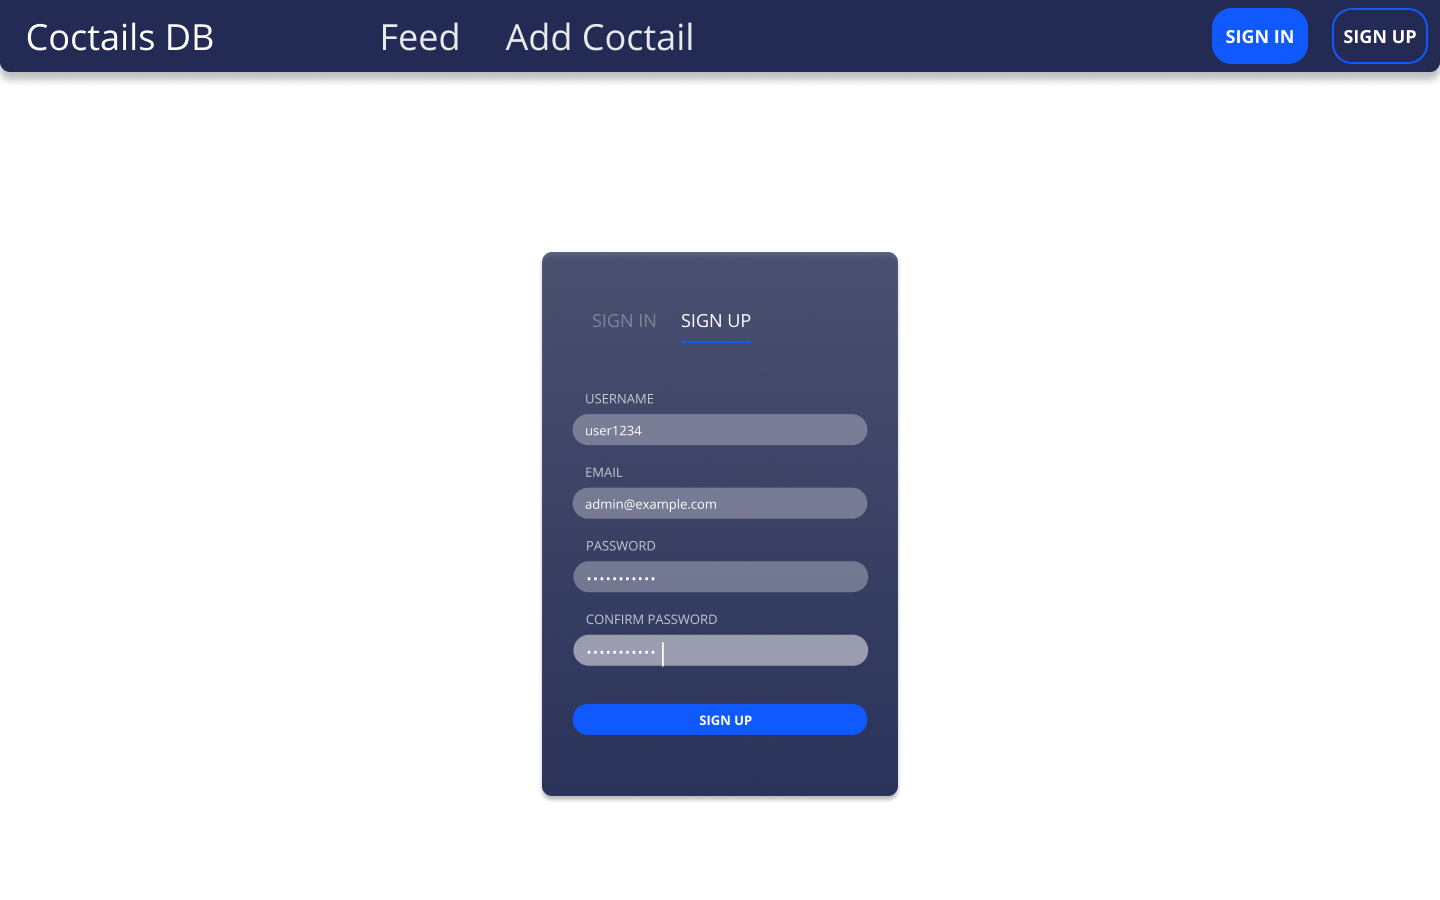 Coctails DB Feed Add Coctail SIGN IN SIGN UP
SIGN IN SIGN UP
USERNAME
user1234
EMAIL
admin@example.com
PASSWORD
•••••••••••
CONFIRM PASSWORD
•••••••••••
SIGN UP